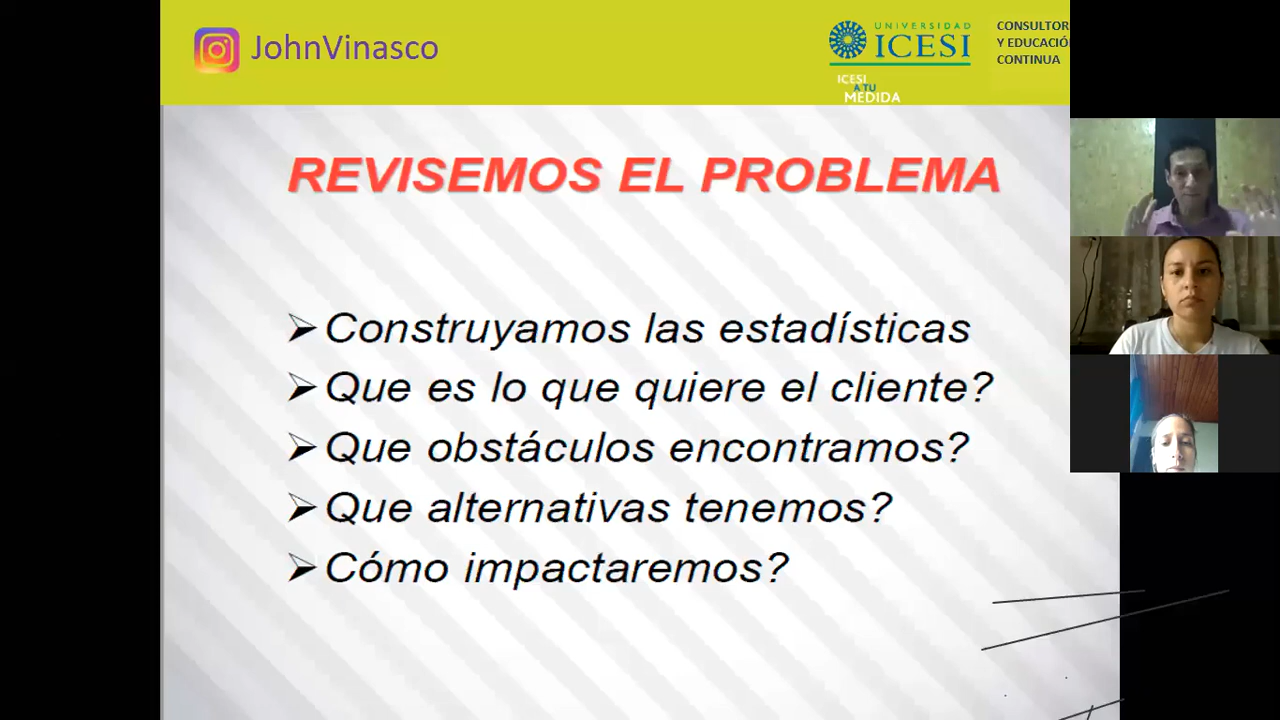 JohnVinasco
UNIVERSIDAD
ICESI
ICESI
A TU
MEDIDA
CONSULTOR
Y EDUCACIÓ
CONTINUA
REVISEMOS EL PROBLEMA
Construyamos las estadísticas
Que es lo que quiere el cliente?
Que obstáculos encontramos?
Que alternativas tenemos?
Cómo impactaremos?